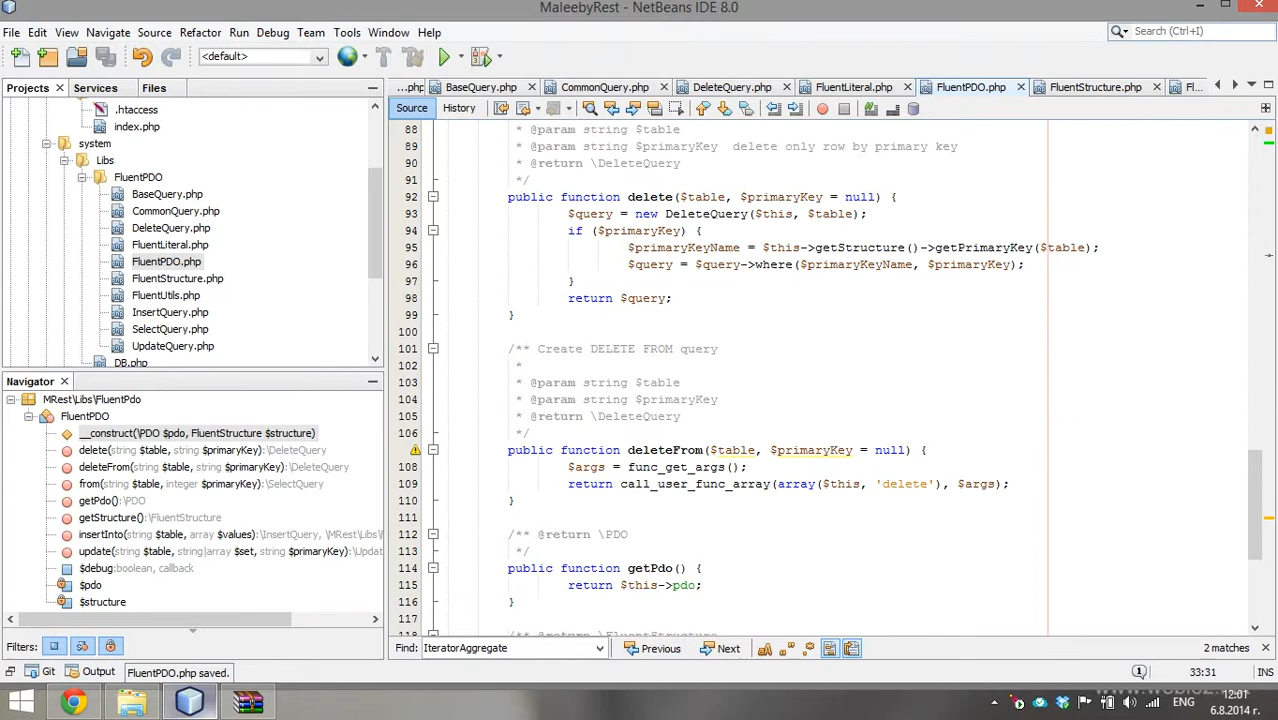 MaleebyRest - NetBeans IDE 8.0
File Edit View Navigate Source Refactor Run Debug Team Tools Window Help
Search (Ctrl+I)
<default>
Projects Services Files
...php BaseQuery.php CommonQuery.php DeleteQuery.php FluentLiteral.php FluentPDO.php FluentStructure.php Fl...
Source History
.htaccess
index.php
system
Libs
FluentPDO
BaseQuery.php
CommonQuery.php
DeleteQuery.php
FluentLiteral.php
FluentPDO.php
FluentStructure.php
FluentUtils.php
InsertQuery.php
SelectQuery.php
UpdateQuery.php
DB.php
Navigator
MRest\Libs\FluentPdo
FluentPDO
__construct(\PDO $pdo, FluentStructure $structure)
delete(string $table, string $primaryKey):\DeleteQuery
deleteFrom(string $table, string $primaryKey):\DeleteQuery
from(string $table, integer $primaryKey):\SelectQuery
getPdo():\PDO
getStructure():\FluentStructure
insertInto(string $table, array $values):\InsertQuery, \MRest\Libs\F
update(string $table, string|array $set, string $primaryKey):\Updat
$debug:boolean, callback
$pdo
$structure
Filters:
88 * @param string $table
89 * @param string $primaryKey  delete only row by primary key
90 * @return \DeleteQuery
91 */
92 public function delete($table, $primaryKey = null) {
93 $query = new DeleteQuery($this, $table);
94 if ($primaryKey) {
95 $primaryKeyName = $this->getStructure()->getPrimaryKey($table);
96 $query = $query->where($primaryKeyName, $primaryKey);
97 }
98 return $query;
99 }
100
101 /** Create DELETE FROM query
102 *
103 * @param string $table
104 * @param string $primaryKey
105 * @return \DeleteQuery
106 */
public function deleteFrom($table, $primaryKey = null) {
108 $args = func_get_args();
109 return call_user_func_array(array($this, 'delete'), $args);
110 }
111
112 /** @return \PDO
113 */
114 public function getPdo() {
115 return $this->pdo;
116 }
117
118 /** @return \FluentStructure
Find: IteratorAggregate Previous Next 2 matches
Git Output FluentPDO.php saved. 1 33:31 INS
ENG 12:01
6.8.2014 г.